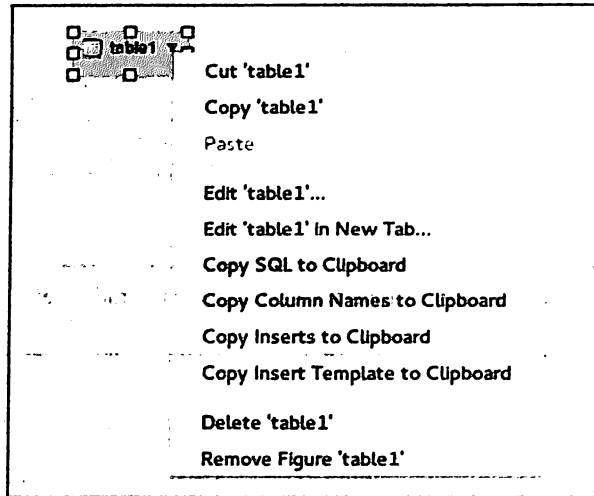 table1
Cut 'table1'
Copy 'table1'
Paste
Edit 'table1'...
Edit 'table1' in New Tab...
Copy SQL to Clipboard
Copy Column Names to Clipboard
Copy Inserts to Clipboard
Copy Insert Template to Clipboard
Delete 'table1'
Remove Figure 'table1'